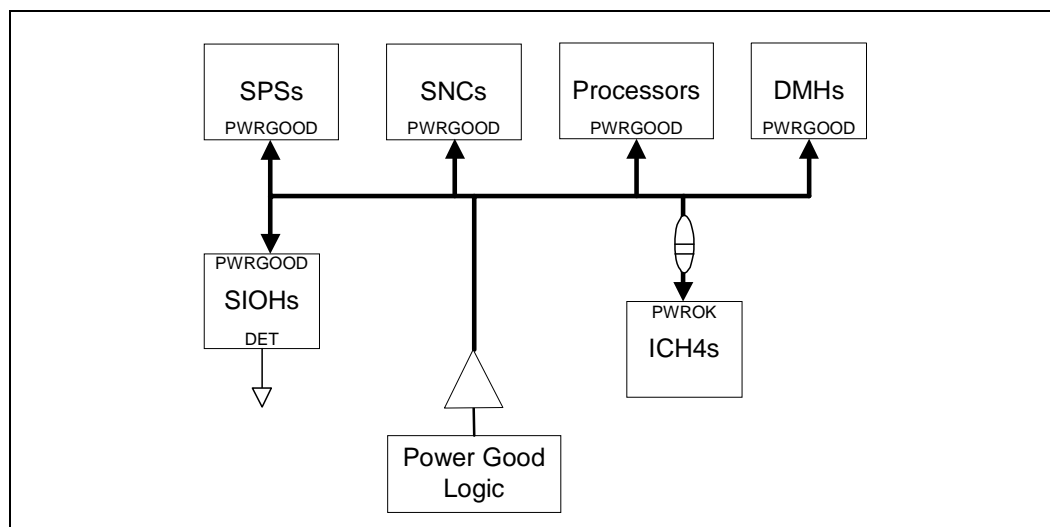 SPSs
PWRGOOD
SNCs
PWRGOOD
Processors
PWRGOOD
DMHs
PWRGOOD
PWRGOOD
SIOHs
DET
PWROK
ICH4s
Power Good
Logic